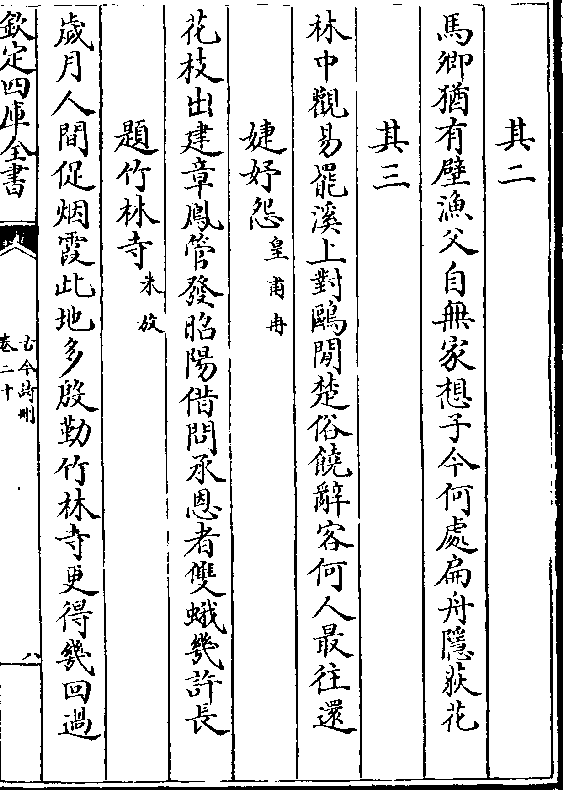 其二
馬卿猶有壁漁父自無家想子今何處扁舟隱荻花
其三
林中觀易罷溪上對鷗閒楚俗饒辭客何人最往還
婕妤怨皇甫冉
花枝出建章鳳管發昭陽借問承恩者雙蛾幾許長
題竹林寺朱放
歲月人間促烟霞此地多殷勤竹林寺更得幾回過
欽定四庫全書
古今詩刪
卷二十
八